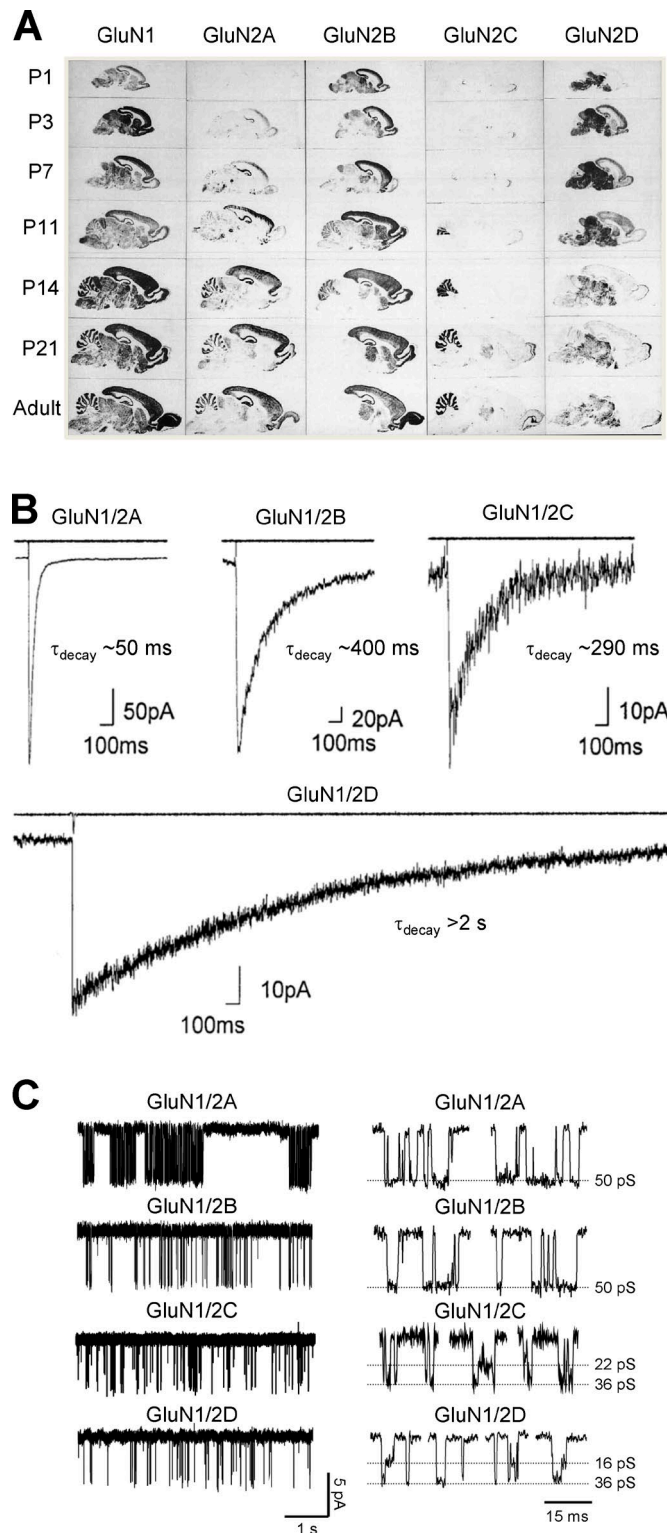 A
GluN1 GluN2A GluN2B GluN2C GluN2D
P1
P3
P7
P11
P14
P21
Adult
B
GluN1/2A
GluN1/2B
GluN1/2C
τdecay ~50 ms
τdecay ~400 ms
τdecay ~290 ms
50pA
100ms
20pA
100ms
10pA
100ms
GluN1/2D
τdecay >2 s
10pA
100ms
C
GluN1/2A
GluN1/2A
50 pS
GluN1/2B
GluN1/2B
50 pS
GluN1/2C
GluN1/2C
22 pS
36 pS
GluN1/2D
GluN1/2D
16 pS
36 pS
5 pA
1 s
15 ms